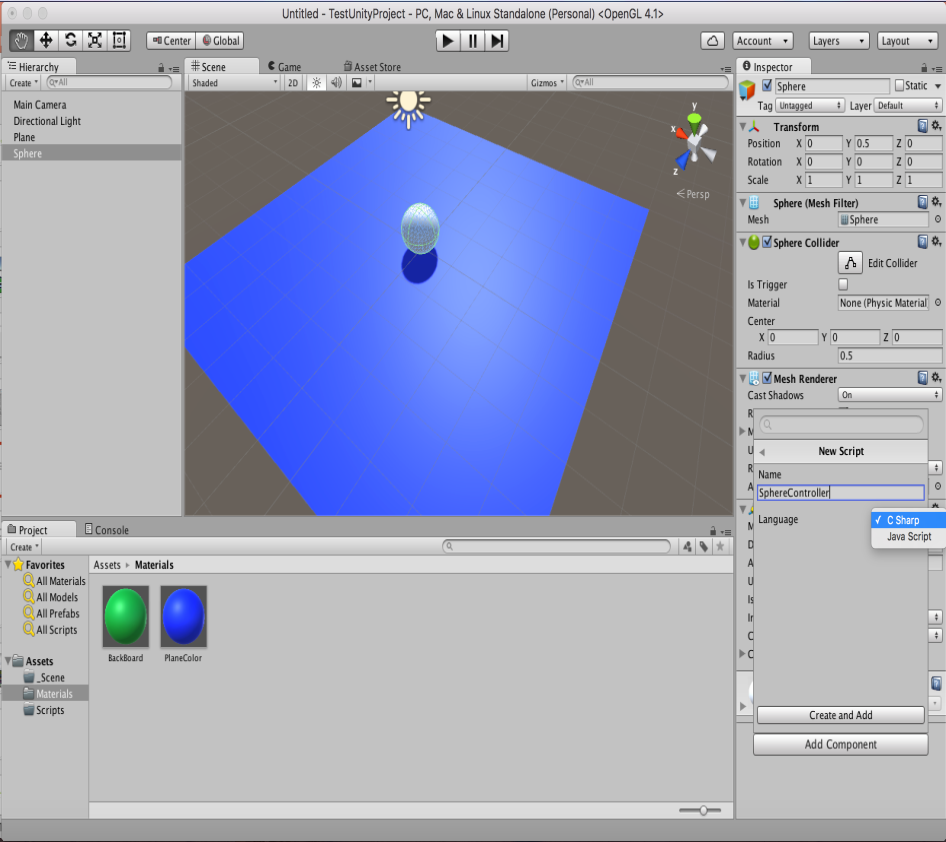 Untitled - TestUnityProject - PC, Mac & Linux Standalone (Personal) <OpenGL 4.1>
Center Global Account Layers Layout
Hierarchy
Create All
Main Camera
Directional Light
Plane
Sphere
Scene Game Asset Store
Shaded 2D Gizmos All
y
x
z
Persp
Inspector
Sphere Static
Tag Untagged Layer Default
Transform
Position X 0 Y 0.5 Z 0
Rotation X 0 Y 0 Z 0
Scale X 1 Y 1 Z 1
Sphere (Mesh Filter)
Mesh Sphere
Sphere Collider
Edit Collider
Is Trigger
Material None (Physic Material)
Center
X 0 Y 0 Z 0
Radius 0.5
Mesh Renderer
Cast Shadows On
R
M
U
R
A
M
D
A
U
Is
In
C
C
New Script
Name
SphereController
Language C Sharp
Java Script
Create and Add
Add Component
Project Console
Create
Favorites
All Materials
All Models
All Prefabs
All Scripts
Assets
_Scene
Materials
Scripts
Assets Materials
BackBoard PlaneColor